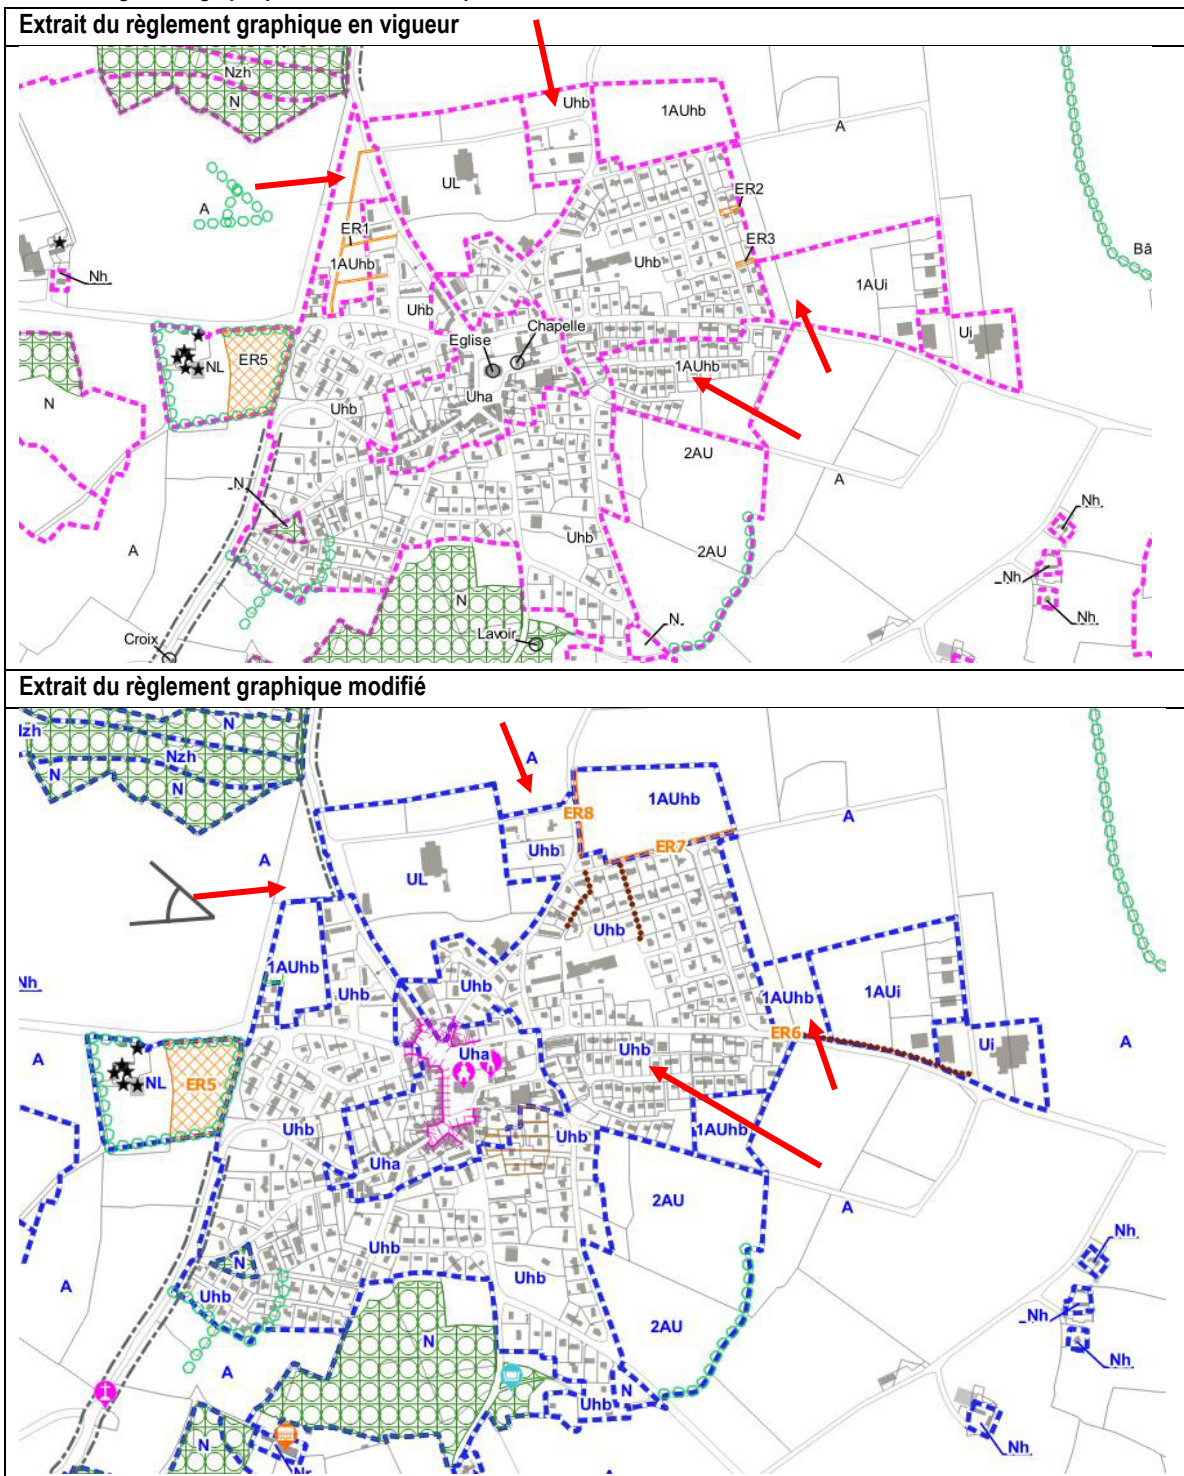 Extrait du règlement graphique en vigueur
Nzh
N
Uhb
1AUhb
A
UL
ER2
A
ER1
ER3
Bâ
Uhb
1AUhb
1AUi
Nh
Uhb
Chapelle
Eglise
Ui
ER5
NL
1AUhb
N
Uha
Uhb
2AU
N
A
Nh
Uhb
2AU
A
Nh
N
Nh
N
Lavoir
Croix
Extrait du règlement graphique modifié
Nzh
N
A
Nzh
N
N
1AUhb
ER8
A
ER7
Uhb
A
UL
Uhb
1AUhb
Nh
Uhb
Uhb
1AUhb
1AUi
ER6
Uha
Uhb
Ui
A
A
NL
ER5
Uhb
Uhb
1AUhb
Uha
2AU
A
Uhb
Nh
Uhb
N
A
Uhb
Nh
2AU
N
Nh
A
N
Uhb
N
Nh
A